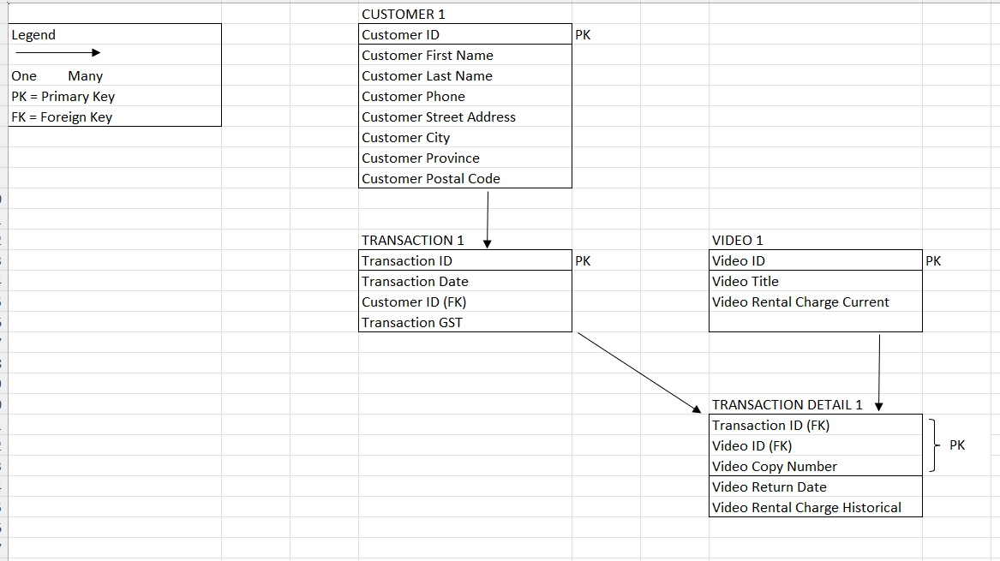 Legend
One Many
PK = Primary Key
FK = Foreign Key
CUSTOMER 1
Customer ID PK
Customer First Name
Customer Last Name
Customer Phone
Customer Street Address
Customer City
Customer Province
Customer Postal Code
TRANSACTION 1
Transaction ID PK
Transaction Date
Customer ID (FK)
Transaction GST
VIDEO 1
Video ID PK
Video Title
Video Rental Charge Current
TRANSACTION DETAIL 1
Transaction ID (FK)
Video ID (FK) PK
Video Copy Number
Video Return Date
Video Rental Charge Historical